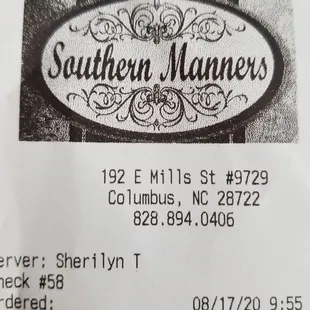 Southern Manners
192 E Mills St #9729
Columbus, NC 28722
828.894.0406
erver: Sherilyn T
heck #58
rdered: 08/17/20 9:55